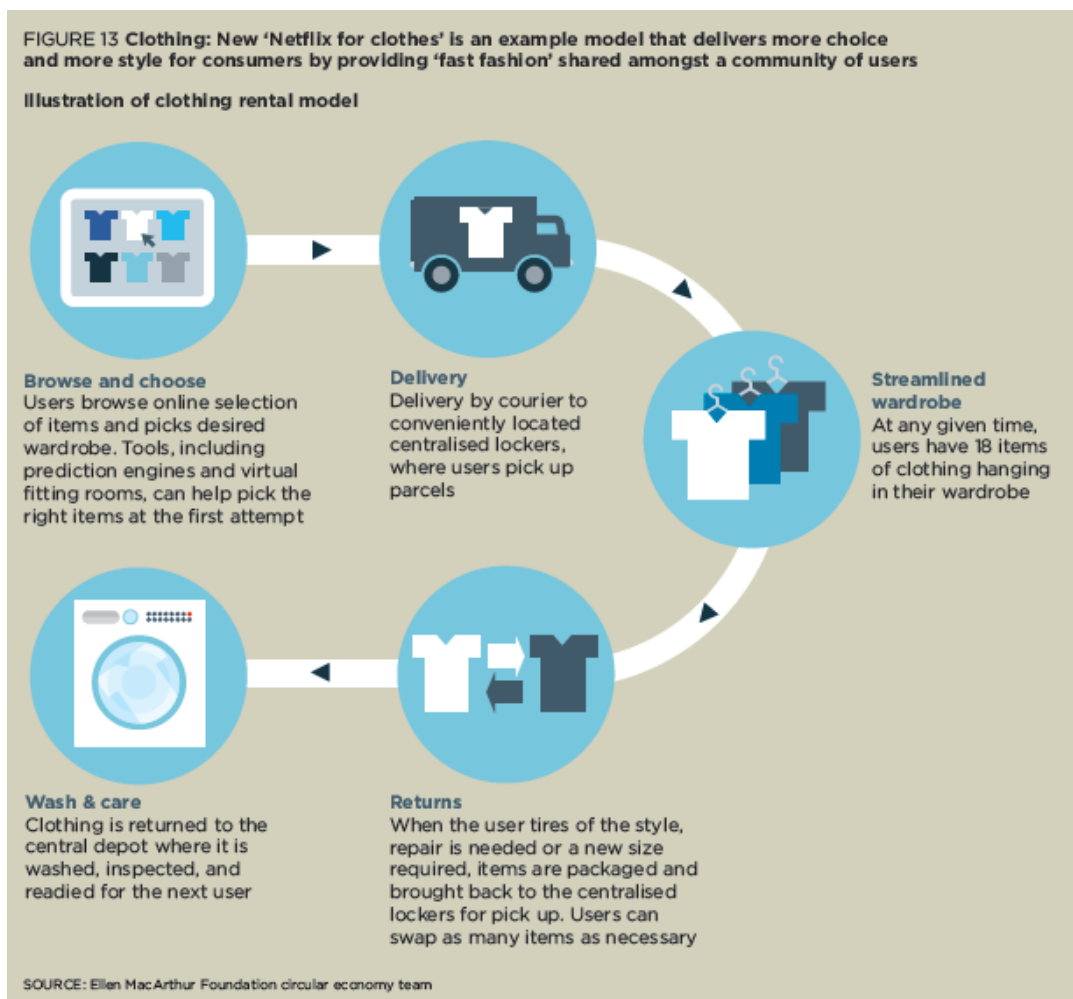 FIGURE 13 Clothing: New ‘Netflix for clothes’ is an example model that delivers more choice
and more style for consumers by providing ‘fast fashion’ shared amongst a community of users
Illustration of clothing rental model
Browse and choose
Users browse online selection
of items and picks desired
wardrobe. Tools, including
prediction engines and virtual
fitting rooms, can help pick the
right items at the first attempt
Delivery
Delivery by courier to
conveniently located
centralised lockers,
where users pick up
parcels
Streamlined
wardrobe
At any given time,
users have 18 items
of clothing hanging
in their wardrobe
Wash & care
Clothing is returned to the
central depot where it is
washed, inspected, and
readied for the next user
Returns
When the user tires of the style,
repair is needed or a new size
required, items are packaged and
brought back to the centralised
lockers for pick up. Users can
swap as many items as necessary
SOURCE: Ellen MacArthur Foundation circular economy team